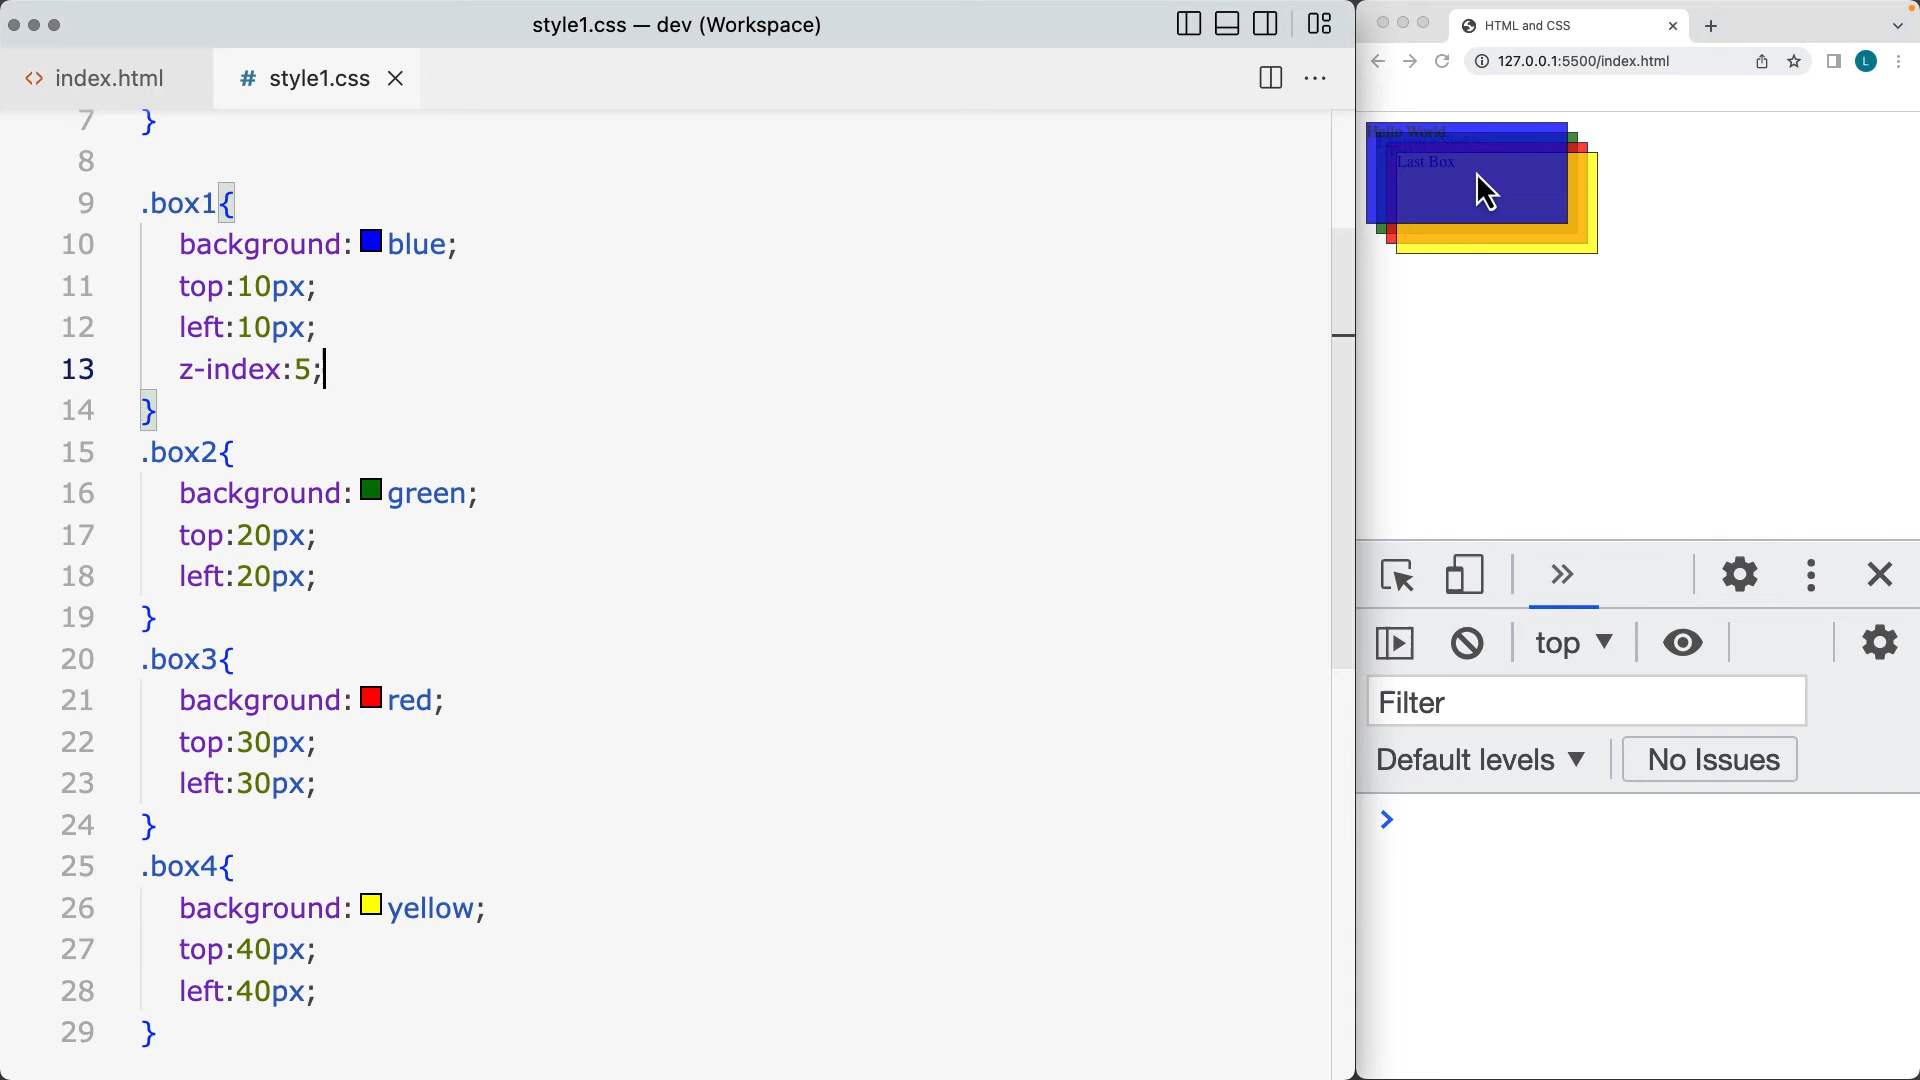 style1.css — dev (Workspace)
index.html
# style1.css
7 }
8
9 .box1{
10 background: blue;
11 top:10px;
12 left:10px;
13 z-index:5;
14 }
15 .box2{
16 background: green;
17 top:20px;
18 left:20px;
19 }
20 .box3{
21 background: red;
22 top:30px;
23 left:30px;
24 }
25 .box4{
26 background: yellow;
27 top:40px;
28 left:40px;
29 }
HTML and CSS
127.0.0.1:5500/index.html
L
Hello World
Last Box
top
Filter
Default levels
No Issues